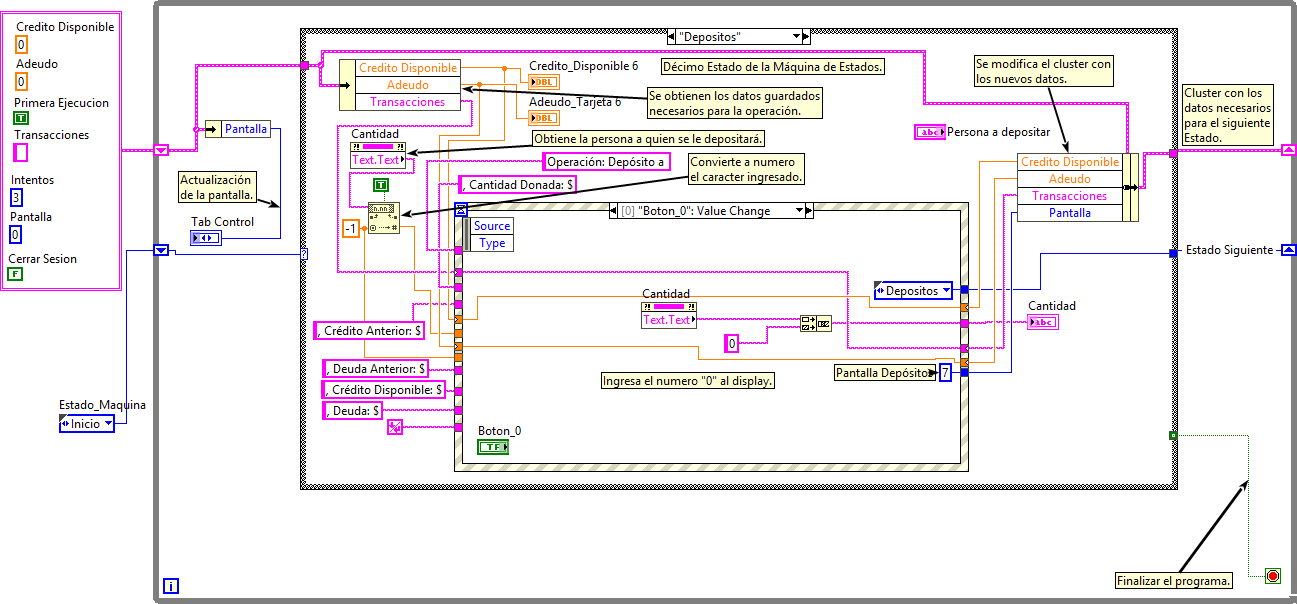 Credito Disponible
0
Adeudo
0
Primera Ejecucion
T
Transacciones
Intentos
3
Pantalla
0
Cerrar Sesion
F
Pantalla
Actualización
de la pantalla.
Tab Control
Estado_Maquina
Inicio
"Depositos"
Credito Disponible
Adeudo
Transacciones
Credito_Disponible 6
DBL
Adeudo_Tarjeta 6
DBL
Décimo Estado de la Máquina de Estados.
Se obtienen los datos guardados
necesarios para la operación.
Cantidad
Text.Text
Obtiene la persona a quien se le depositará.
Operación: Depósito a
Convierte a numero
el caracter ingresado.
, Cantidad Donada: $
T
-1
[0] "Boton_0": Value Change
Source
Type
, Crédito Anterior: $
, Deuda Anterior: $
, Crédito Disponible: $
, Deuda: $
Cantidad
Text.Text
0
Ingresa el numero "0" al display.
Boton_0
TF
Depositos
Pantalla Depósito
7
Se modifica el cluster con
los nuevos datos.
abc
Persona a depositar
Credito Disponible
Adeudo
Transacciones
Pantalla
Cluster con los
datos necesarios
para el siguiente
Estado.
Estado Siguiente
Cantidad
abc
Finalizar el programa.
i